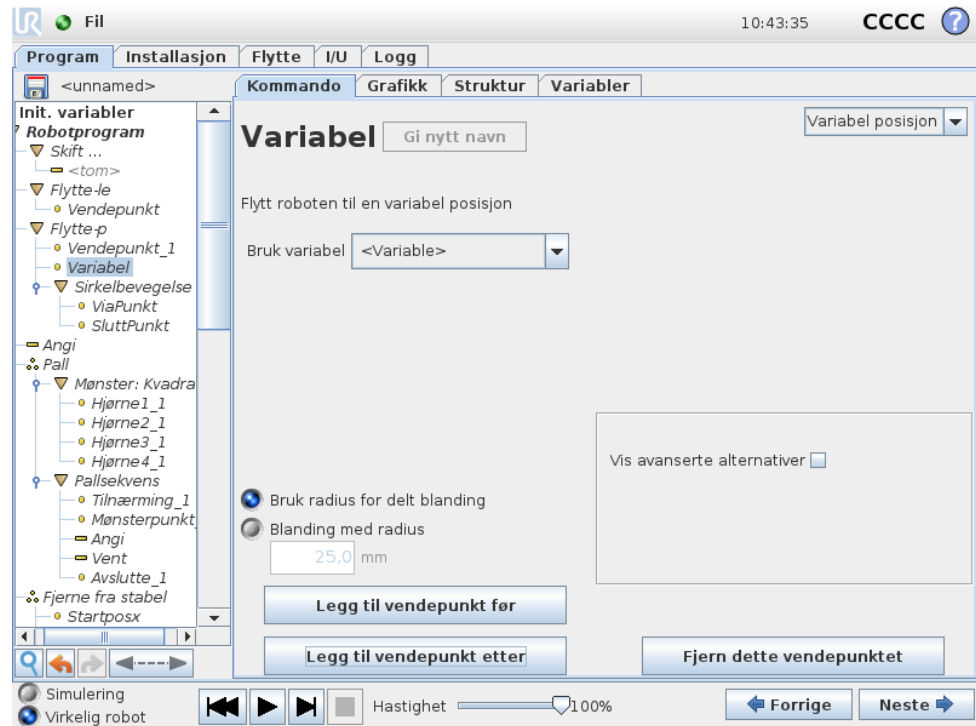 UR Fil 10:43:35 CCCC ?
Program Installasjon Flytte I/U Logg
<unnamed>
Kommando Grafikk Struktur Variabler
Init. variabler
Robotprogram
Skift ...
<tom>
Flytte-le
Vendepunkt
Flytte-p
Vendepunkt_1
Variabel
Sirkelbevegelse
ViaPunkt
SluttPunkt
Angi
Pall
Mønster: Kvadra
Hjørne1_1
Hjørne2_1
Hjørne3_1
Hjørne4_1
Pallsekvens
Tilnærming_1
Mønsterpunkt
Angi
Vent
Avslutte_1
Fjerne fra stabel
Startposx
Variabel Gi nytt navn
Variabel posisjon
Flytt roboten til en variabel posisjon
Bruk variabel <Variable>
Vis avanserte alternativer
Bruk radius for delt blanding
Blanding med radius
25,0 mm
Legg til vendepunkt før
Legg til vendepunkt etter
Fjern dette vendepunktet
Simulering
Virkelig robot
Hastighet 100%
Forrige
Neste